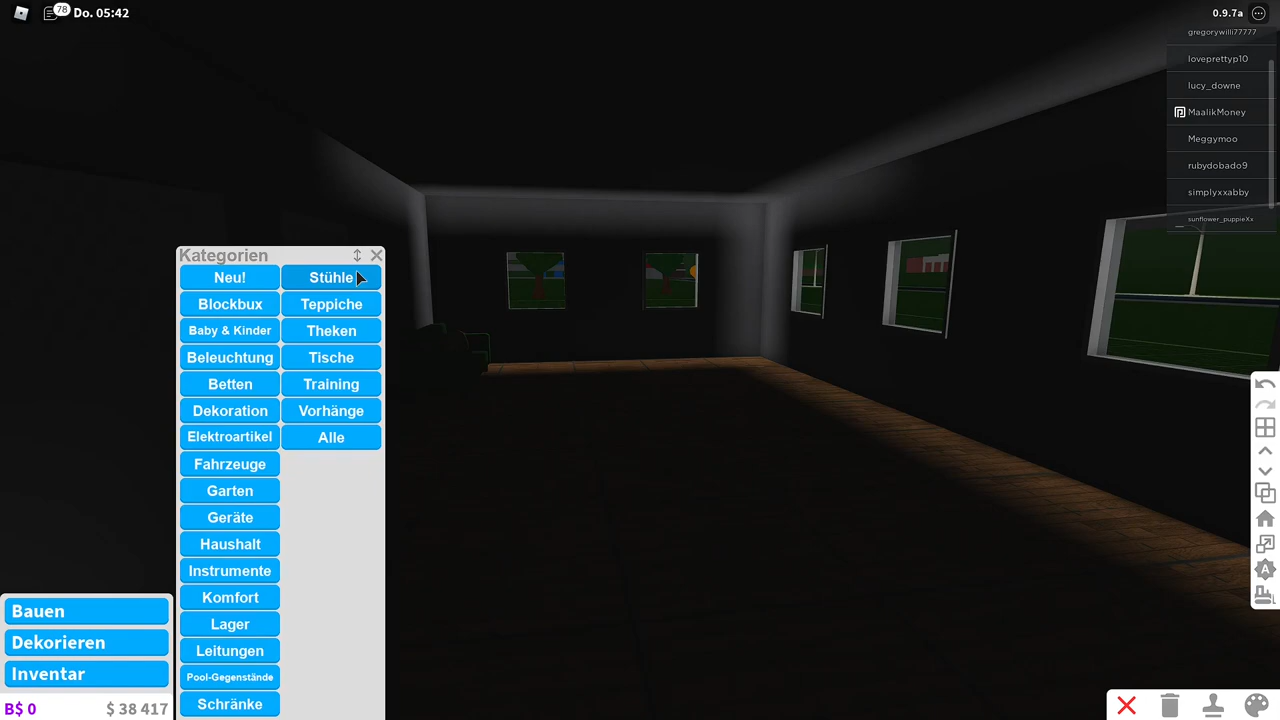 78
Do. 05:42
0.9.7a
gregorywilli77777
loveprettyp10
lucy_downe
MaalikMoney
Meggymoo
rubydobado9
simplyxxabby
sunflower_puppieXx
Kategorien
Neu!
Stühle
Blockbux
Teppiche
Baby & Kinder
Theken
Beleuchtung
Tische
Betten
Training
Dekoration
Vorhänge
Elektroartikel
Alle
Fahrzeuge
Garten
Geräte
Haushalt
Instrumente
Komfort
Lager
Leitungen
Pool-Gegenstände
Schränke
Bauen
Dekorieren
Inventar
B$ 0
$ 38 417
A